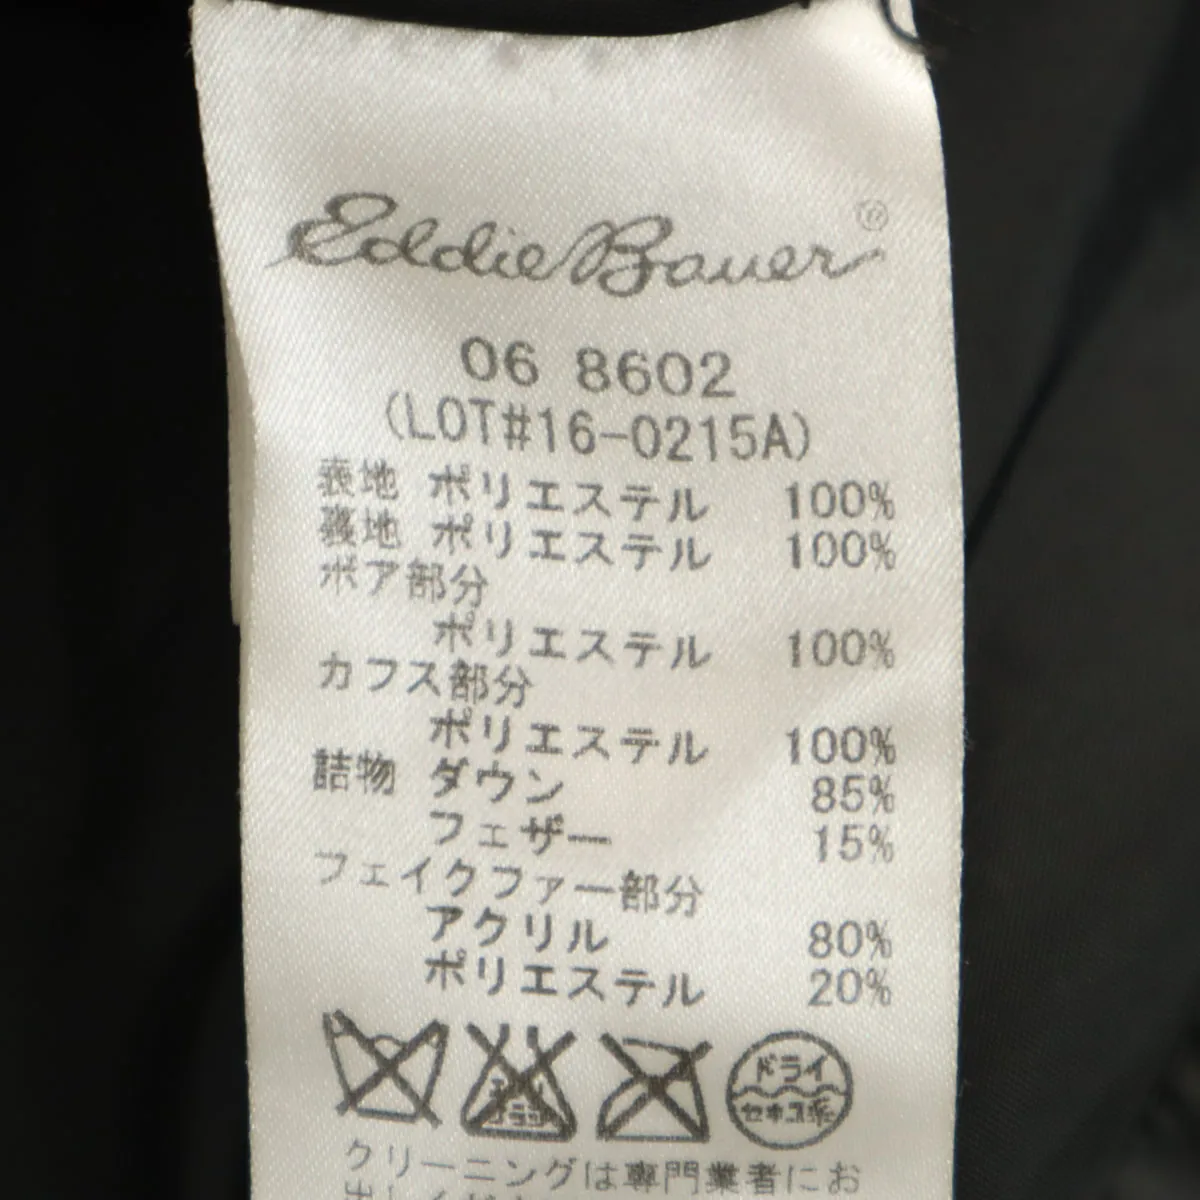 Eddie Bauer®
06 8602
(LOT#16-0215A)
表地 ポリエステル 100%
裏地 ポリエステル 100%
ボア部分
ポリエステル 100%
カフス部分
ポリエステル 100%
詰物 ダウン 85%
フェザー 15%
フェイクファー部分
アクリル 80%
ポリエステル 20%
ドライ
セキユ系
クリーニングは専門業者にお